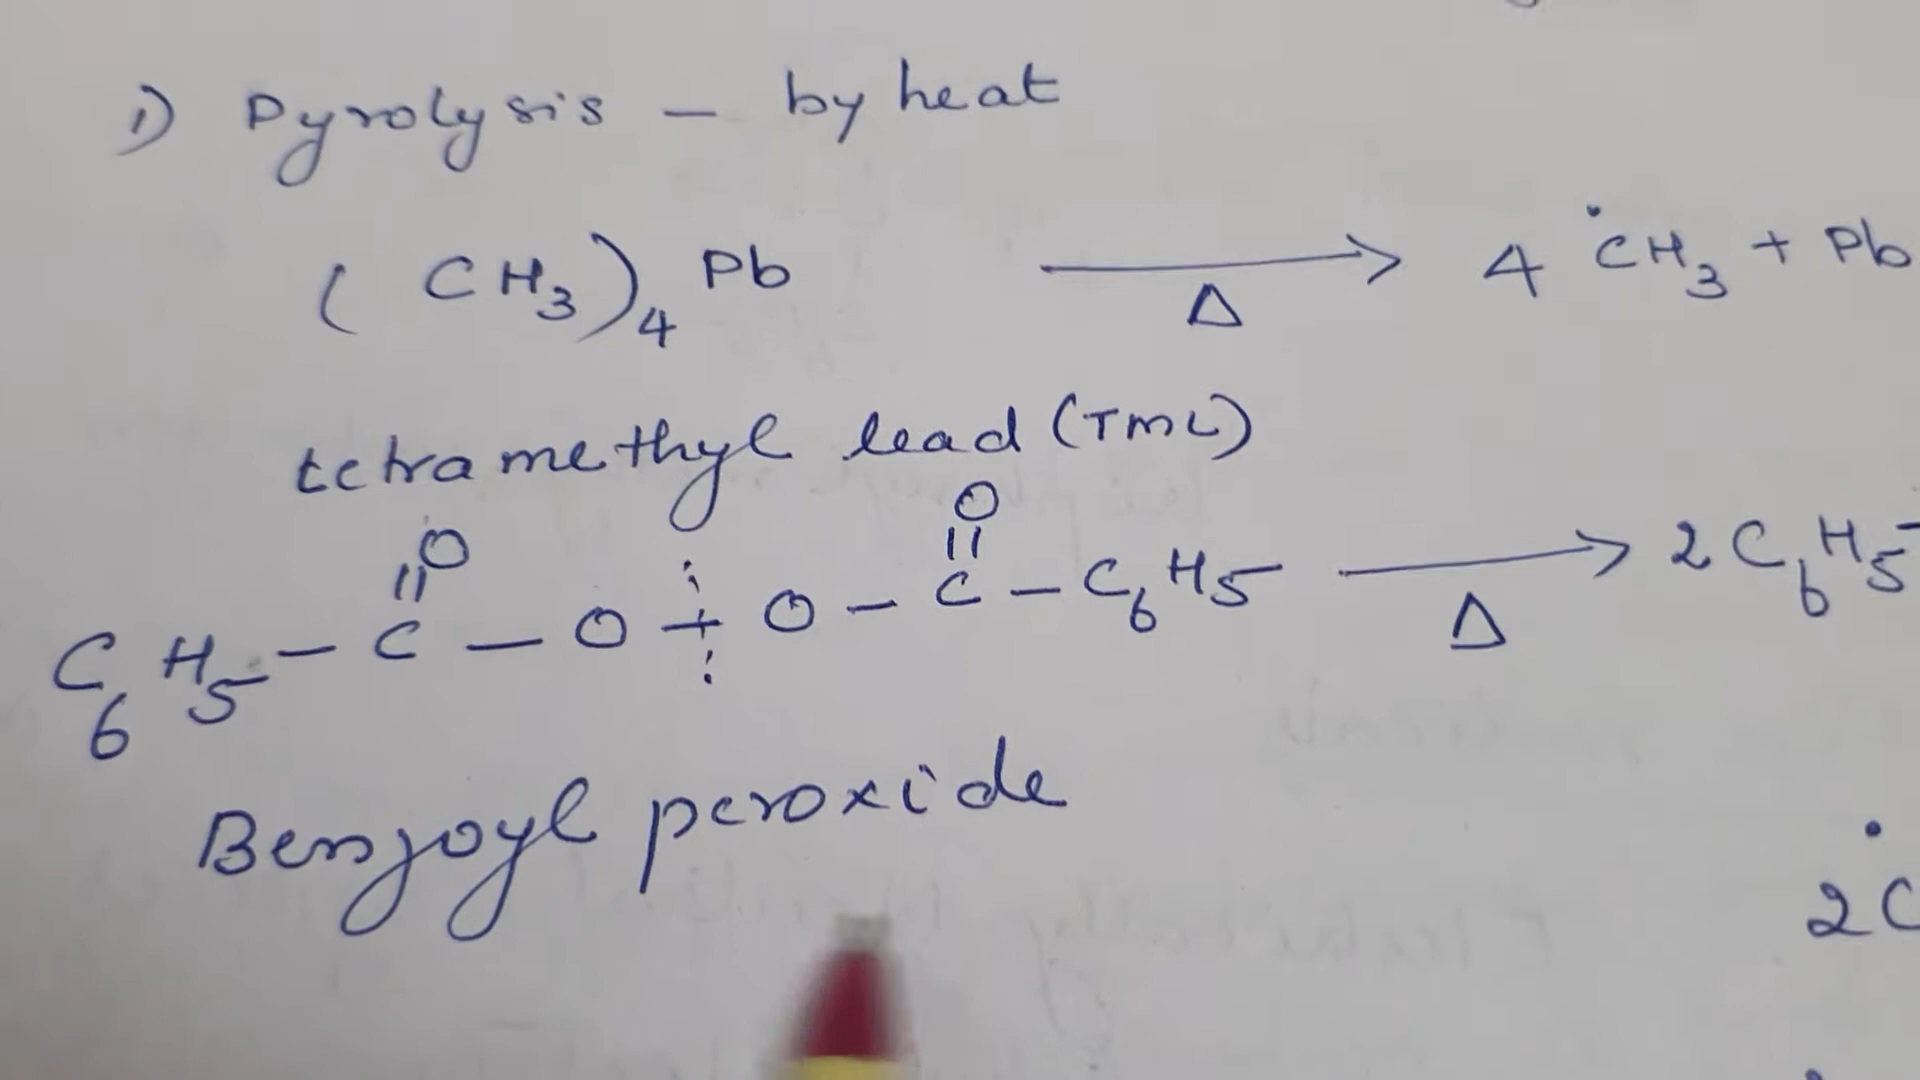 1) Pyrolysis - by heat
(CH₃)₄ Pb ⟶ 4 ĊH₃ + Pb
Δ
tetramethyl lead (TML)
O O
|| ||
C₆H₅ - C - O + O - C - C₆H₅ ⟶ 2 C₆H₅ -
Δ
Benzoyl peroxide
2 Ċ